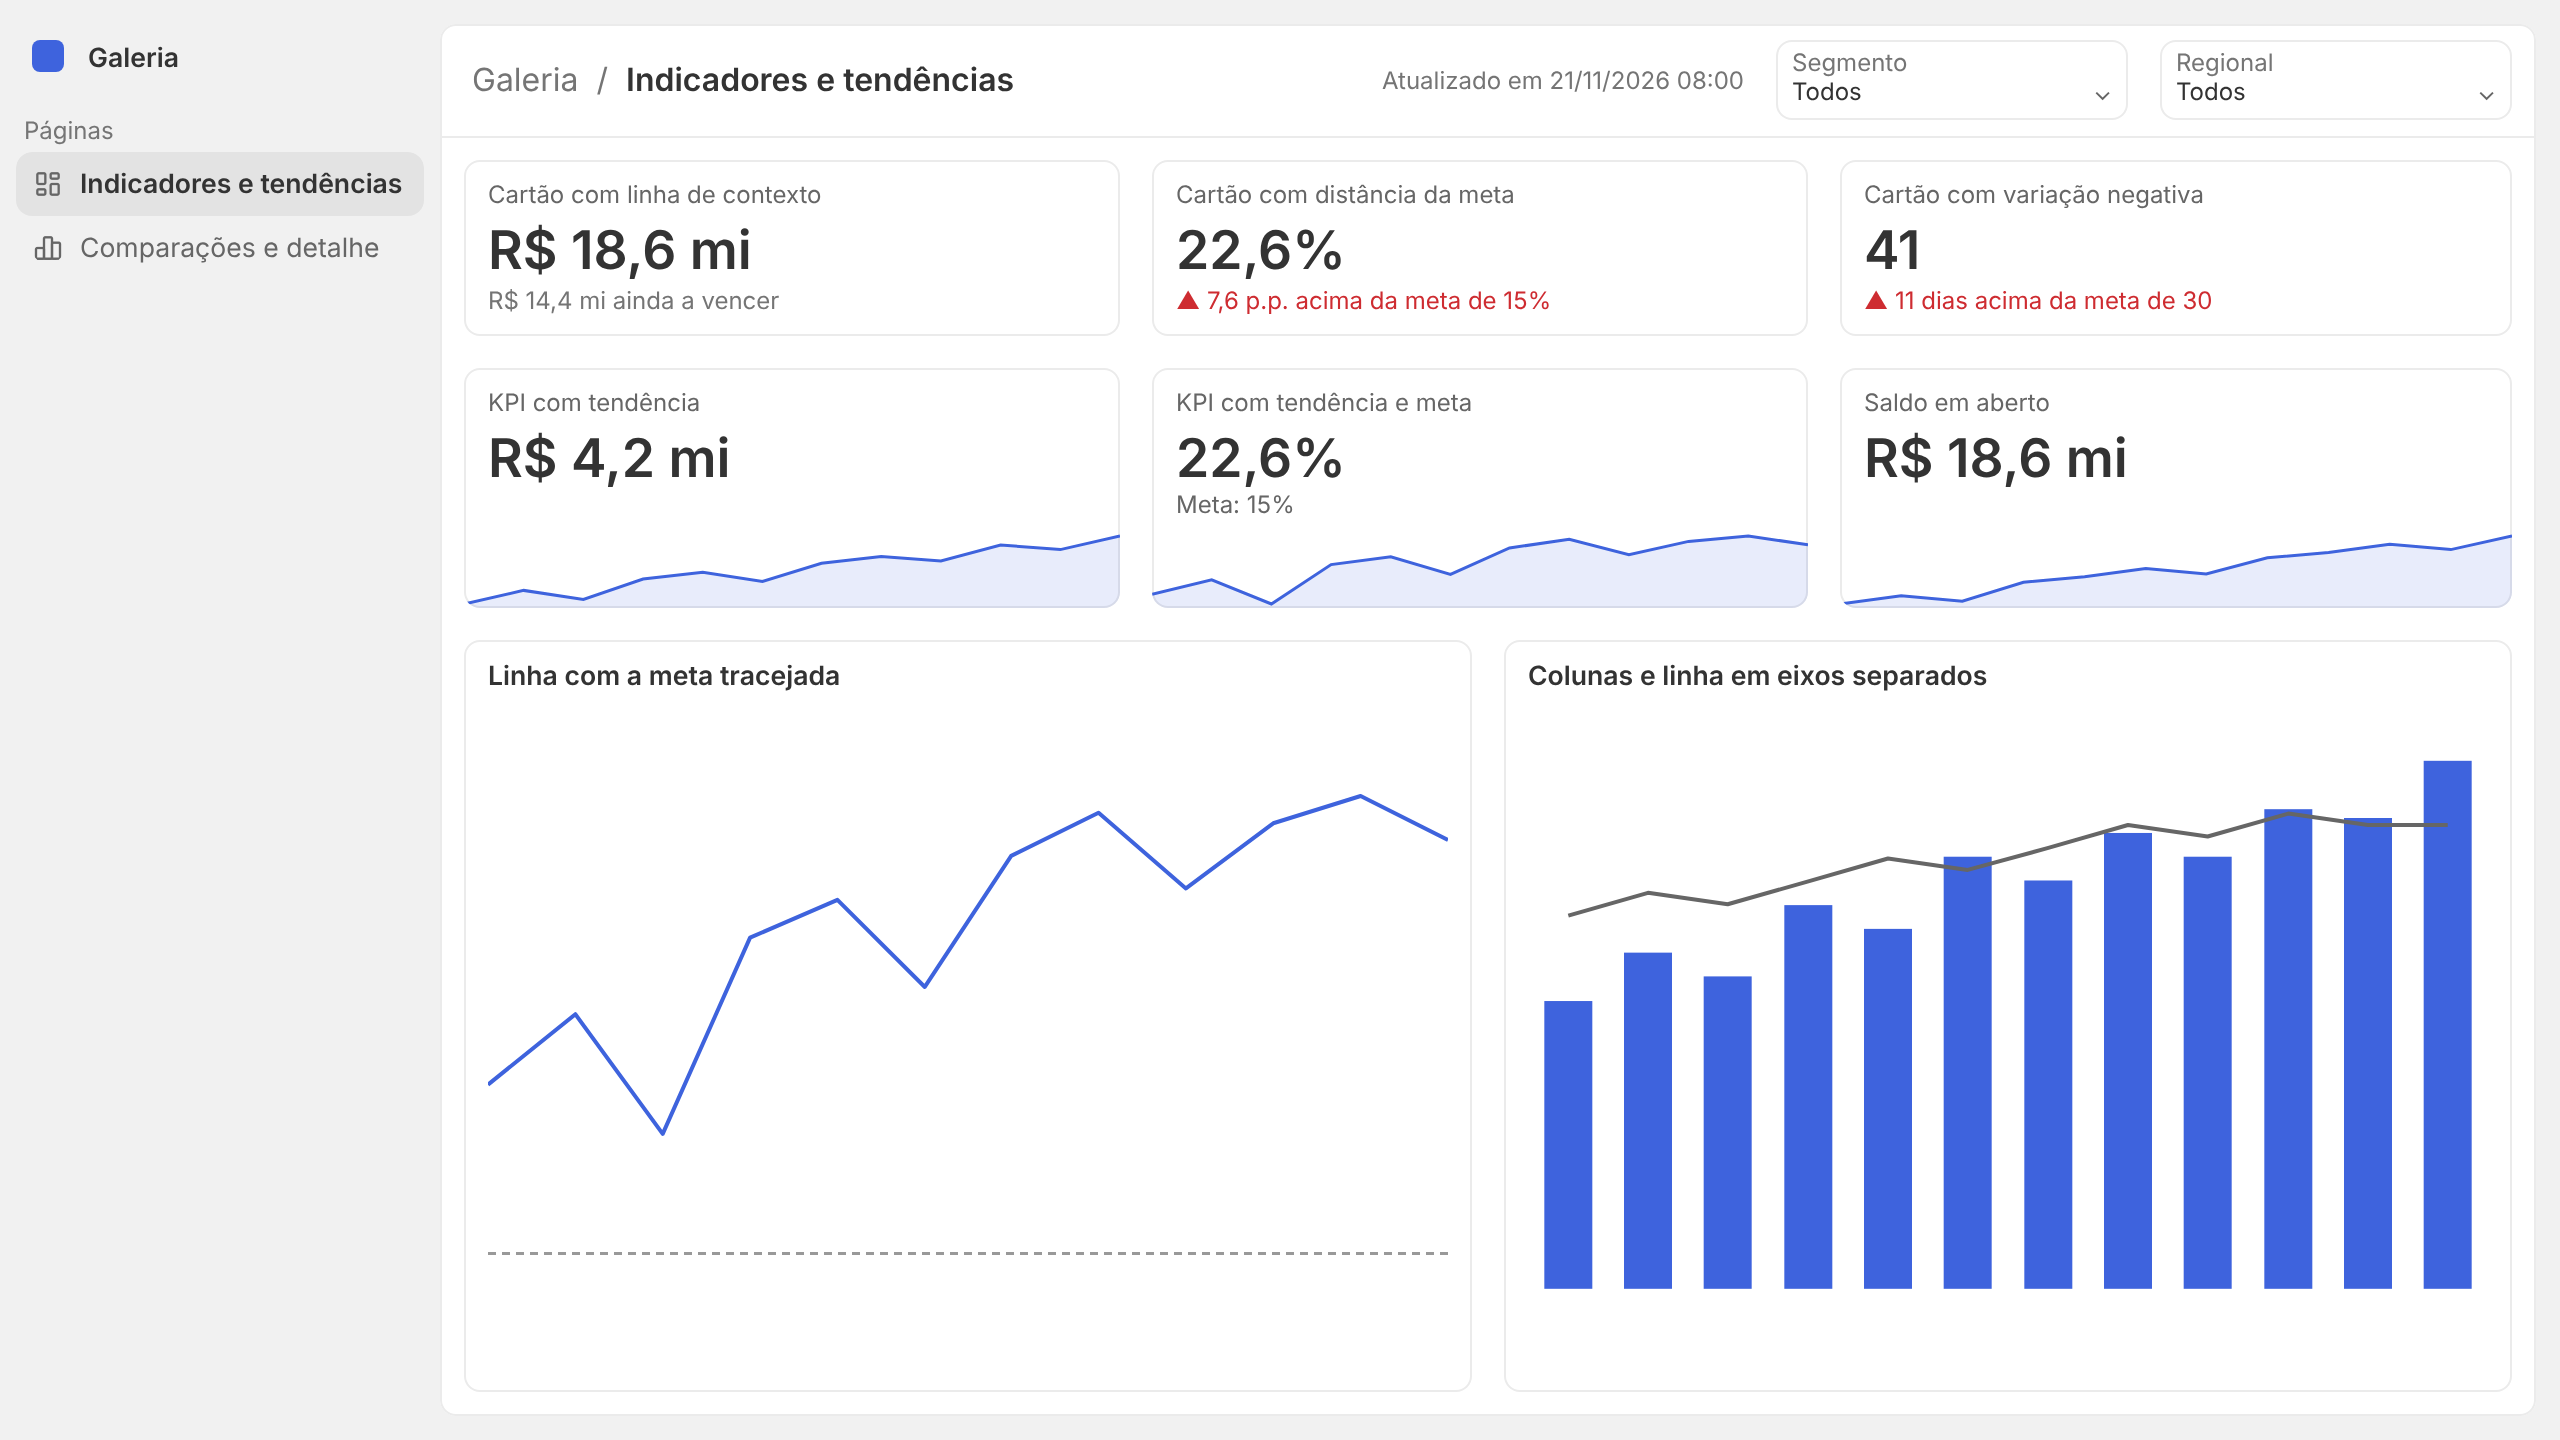 Galeria
Páginas
Indicadores e tendências
Comparações e detalhe
Galeria / Indicadores e tendências
Atualizado em 21/11/2026 08:00
Segmento
Todos
Regional
Todos
Cartão com linha de contexto
R$ 18,6 mi
R$ 14,4 mi ainda a vencer
Cartão com distância da meta
22,6%
▲ 7,6 p.p. acima da meta de 15%
Cartão com variação negativa
41
▲ 11 dias acima da meta de 30
KPI com tendência
R$ 4,2 mi
KPI com tendência e meta
22,6%
Meta: 15%
Saldo em aberto
R$ 18,6 mi
Linha com a meta tracejada
Colunas e linha em eixos separados